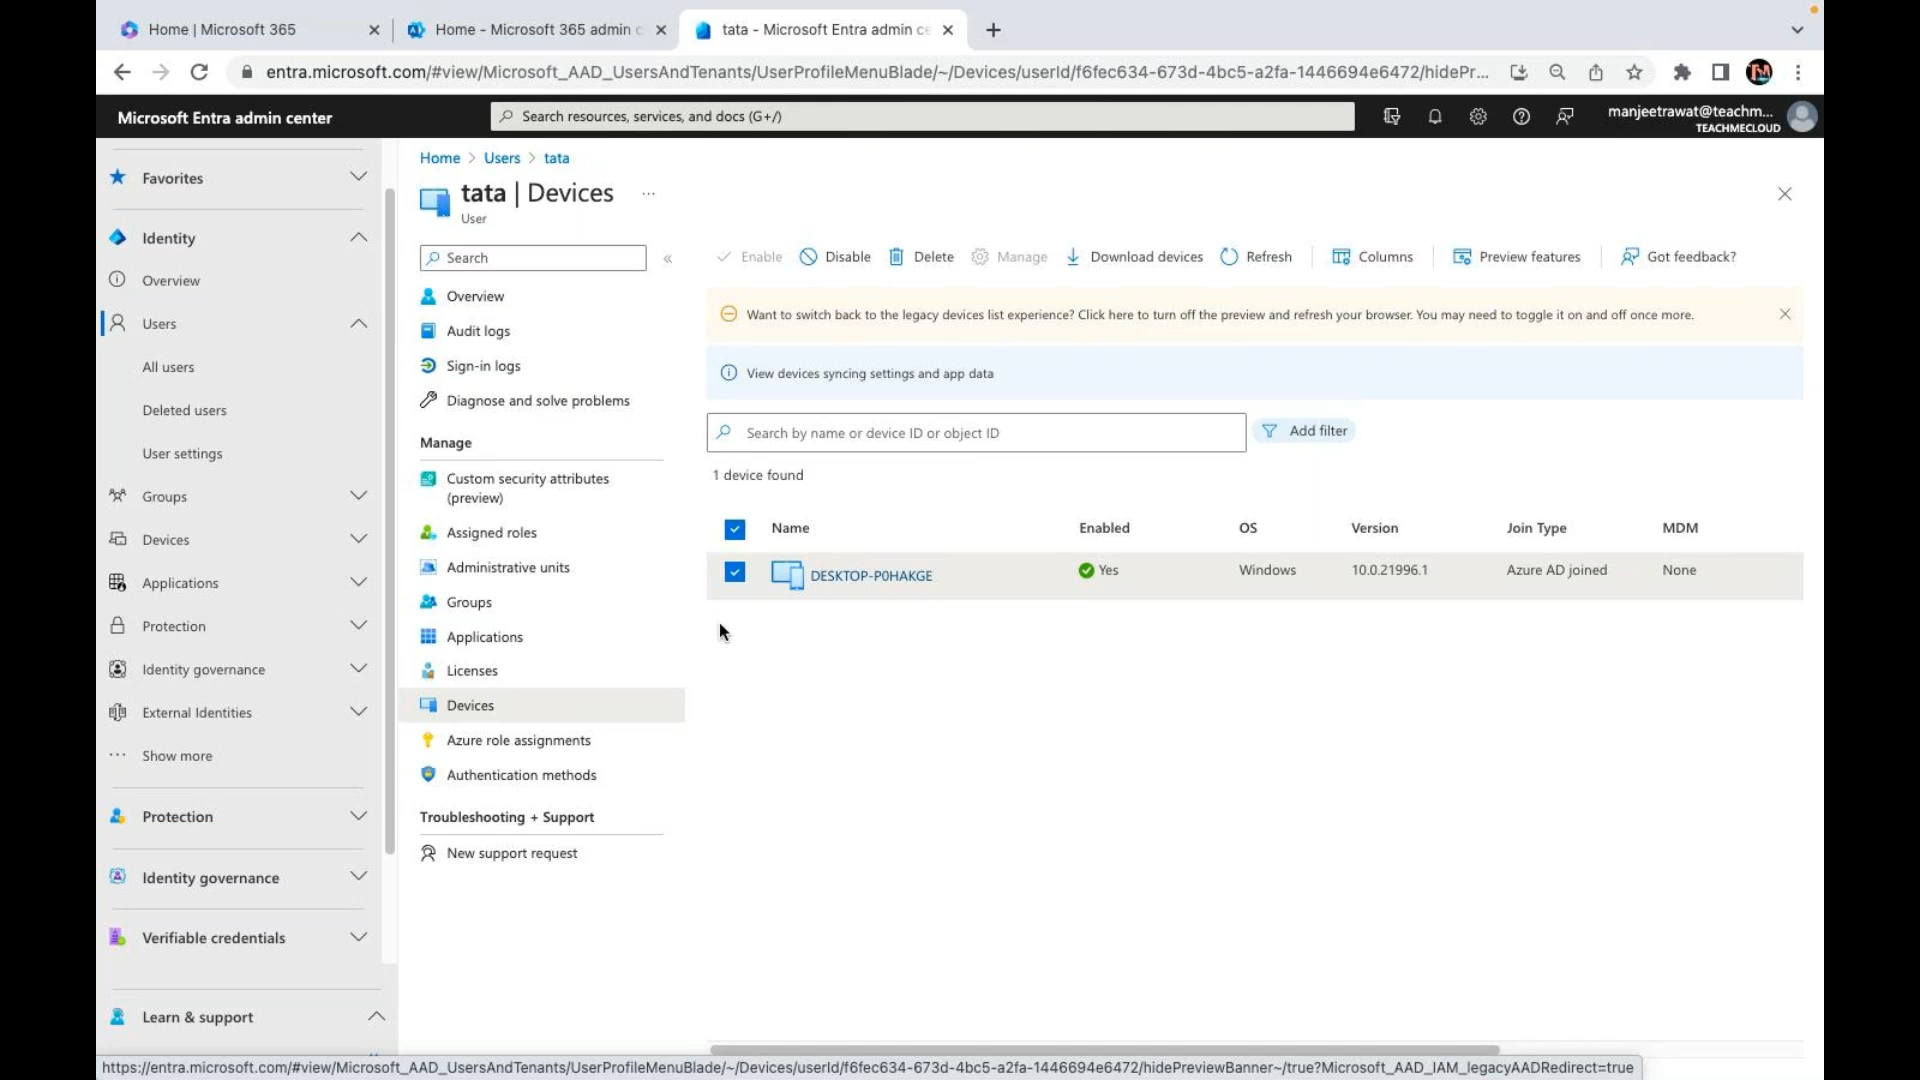 Home | Microsoft 365
Home - Microsoft 365 admin c
tata - Microsoft Entra admin ce
entra.microsoft.com/#view/Microsoft_AAD_UsersAndTenants/UserProfileMenuBlade/~/Devices/userId/f6fec634-673d-4bc5-a2fa-1446694e6472/hidePr...
Microsoft Entra admin center
Search resources, services, and docs (G+/)
manjeetrawat@teachm...
TEACHMECLOUD
Favorites
Identity
Overview
Users
All users
Deleted users
User settings
Groups
Devices
Applications
Protection
Identity governance
External Identities
Show more
Protection
Identity governance
Verifiable credentials
Learn & support
Home > Users > tata
tata | Devices
User
Search
Overview
Audit logs
Sign-in logs
Diagnose and solve problems
Manage
Custom security attributes
(preview)
Assigned roles
Administrative units
Groups
Applications
Licenses
Devices
Azure role assignments
Authentication methods
Troubleshooting + Support
New support request
Enable Disable Delete Manage Download devices Refresh Columns Preview features Got feedback?
Want to switch back to the legacy devices list experience? Click here to turn off the preview and refresh your browser. You may need to toggle it on and off once more.
View devices syncing settings and app data
Search by name or device ID or object ID
Add filter
1 device found
Name Enabled OS Version Join Type MDM
DESKTOP-P0HAKGE Yes Windows 10.0.21996.1 Azure AD joined None
https://entra.microsoft.com/#view/Microsoft_AAD_UsersAndTenants/UserProfileMenuBlade/~/Devices/userId/f6fec634-673d-4bc5-a2fa-1446694e6472/hidePreviewBanner~/true?Microsoft_AAD_IAM_legacyAADRedirect=true